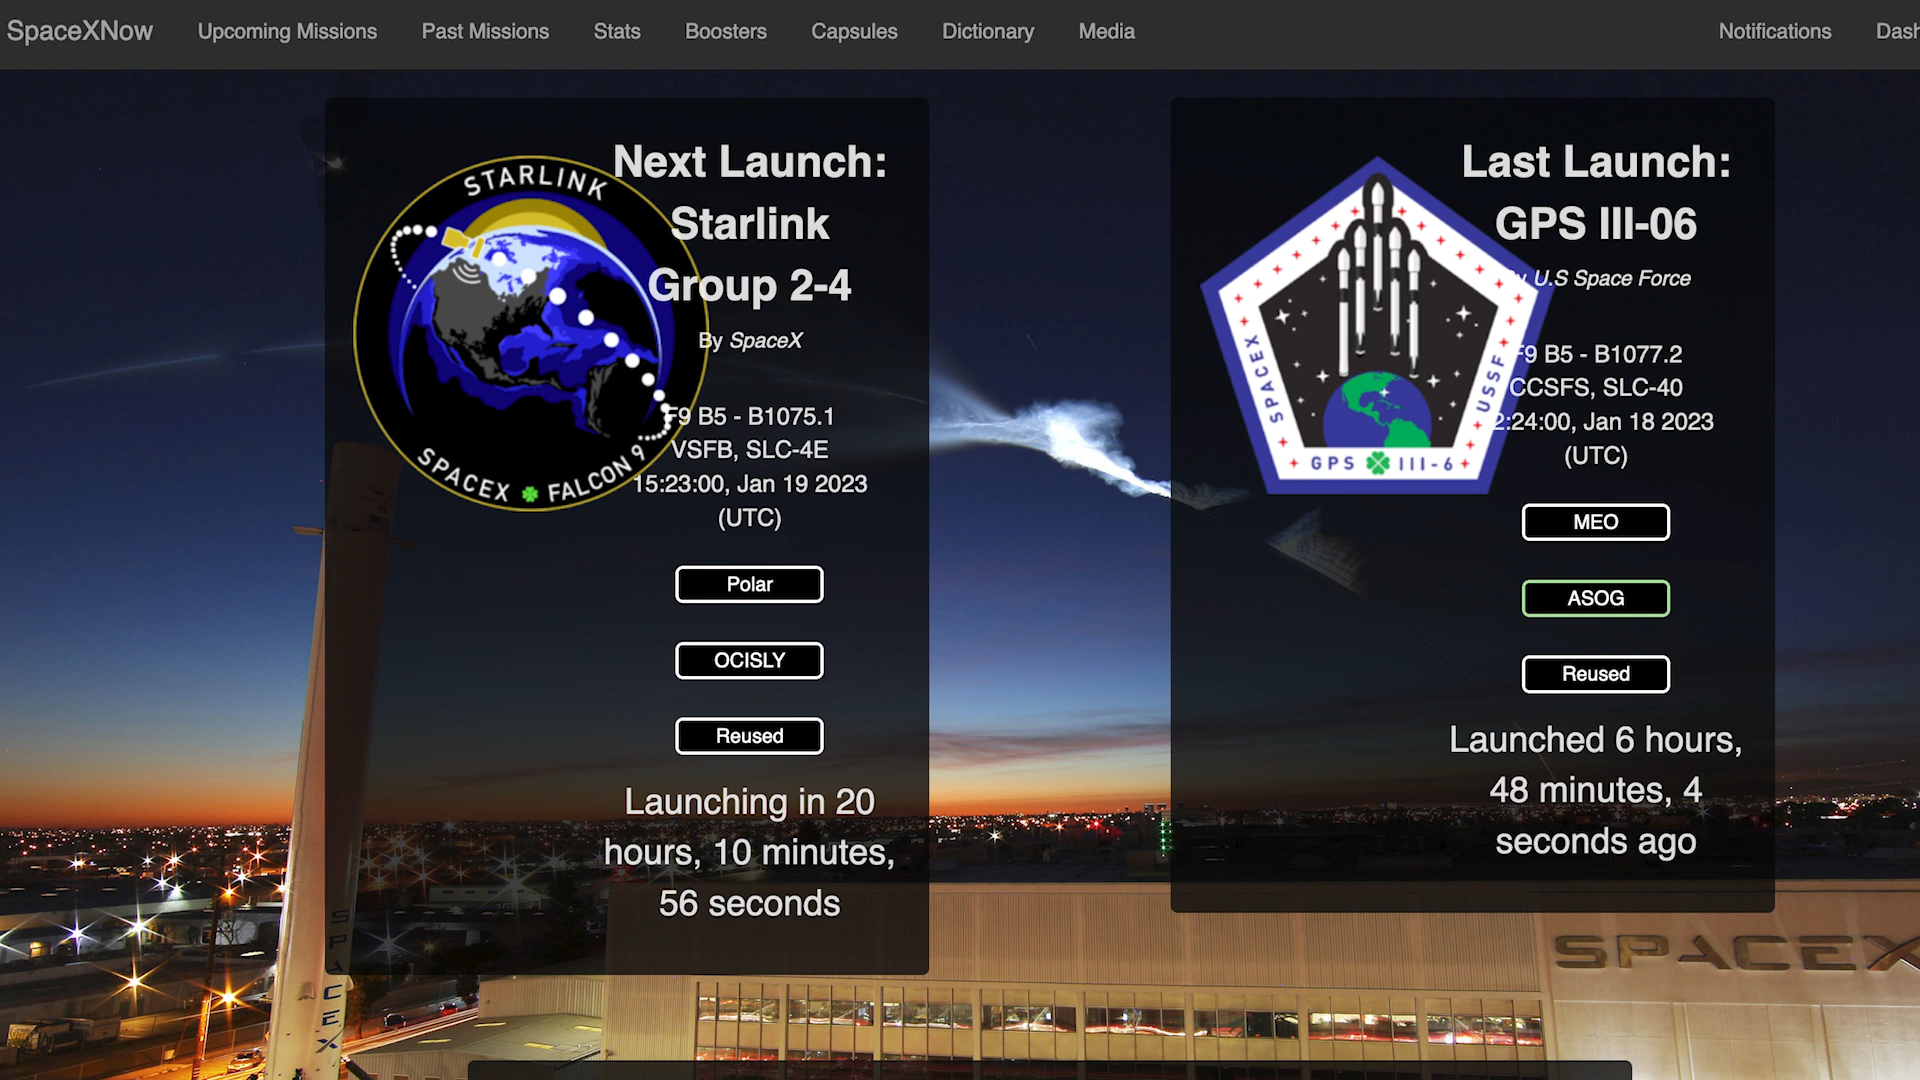 SpaceXNow Upcoming Missions Past Missions Stats Boosters Capsules Dictionary Media Notifications
STARLINK
SPACEX FALCON 9
Next Launch:
Starlink
Group 2-4
By SpaceX
F9 B5 - B1075.1
VSFB, SLC-4E
15:23:00, Jan 19 2023
(UTC)
Polar
OCISLY
Reused
Launching in 20
hours, 10 minutes,
56 seconds
SPACEX
USSF
GPS III-6
Last Launch:
GPS III-06
U.S Space Force
F9 B5 - B1077.2
CCSFS, SLC-40
2:24:00, Jan 18 2023
(UTC)
MEO
ASOG
Reused
Launched 6 hours,
48 minutes, 4
seconds ago
SPACEX
SPACEX